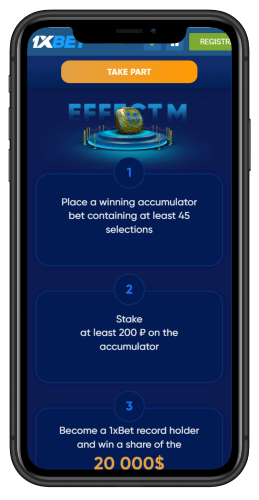 1XBET
REGISTR
TAKE PART
EFFECT M
1
Place a winning accumulator
bet containing at least 45
selections
2
Stake
at least 200 ₽ on the
accumulator
3
Become a 1xBet record holder
and win a share of the
20 000$